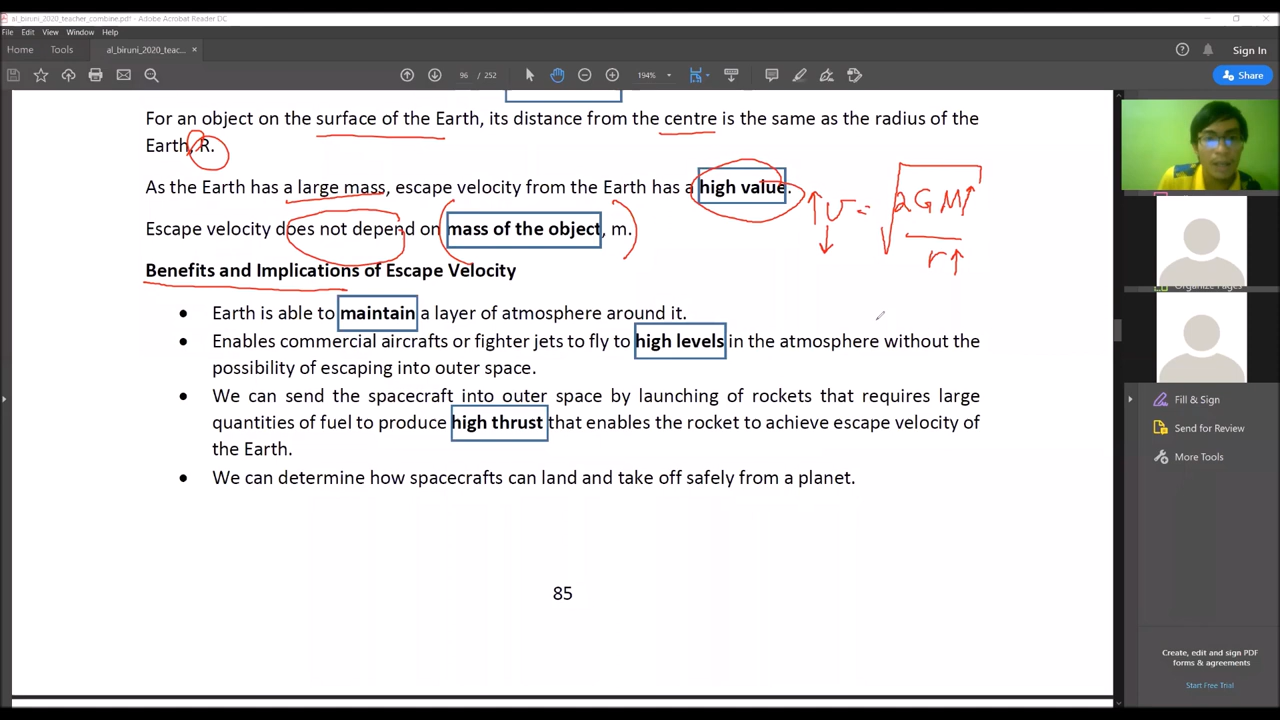 al_biruni_2020_teacher_combine.pdf - Adobe Acrobat Reader DC
File Edit View Window Help
Home Tools al_biruni_2020_teac... ×
Sign In
96 / 252 194%
Share
For an object on the surface of the Earth, its distance from the centre is the same as the radius of the
Earth, R.
As the Earth has a large mass, escape velocity from the Earth has a high value.
v = √ 2GM
r
Escape velocity does not depend on mass of the object, m.
Benefits and Implications of Escape Velocity
• Earth is able to maintain a layer of atmosphere around it.
• Enables commercial aircrafts or fighter jets to fly to high levels in the atmosphere without the
possibility of escaping into outer space.
• We can send the spacecraft into outer space by launching of rockets that requires large
quantities of fuel to produce high thrust that enables the rocket to achieve escape velocity of
the Earth.
• We can determine how spacecrafts can land and take off safely from a planet.
85
Organize Pages
Fill & Sign
Send for Review
More Tools
Create, edit and sign PDF
forms & agreements
Start Free Trial